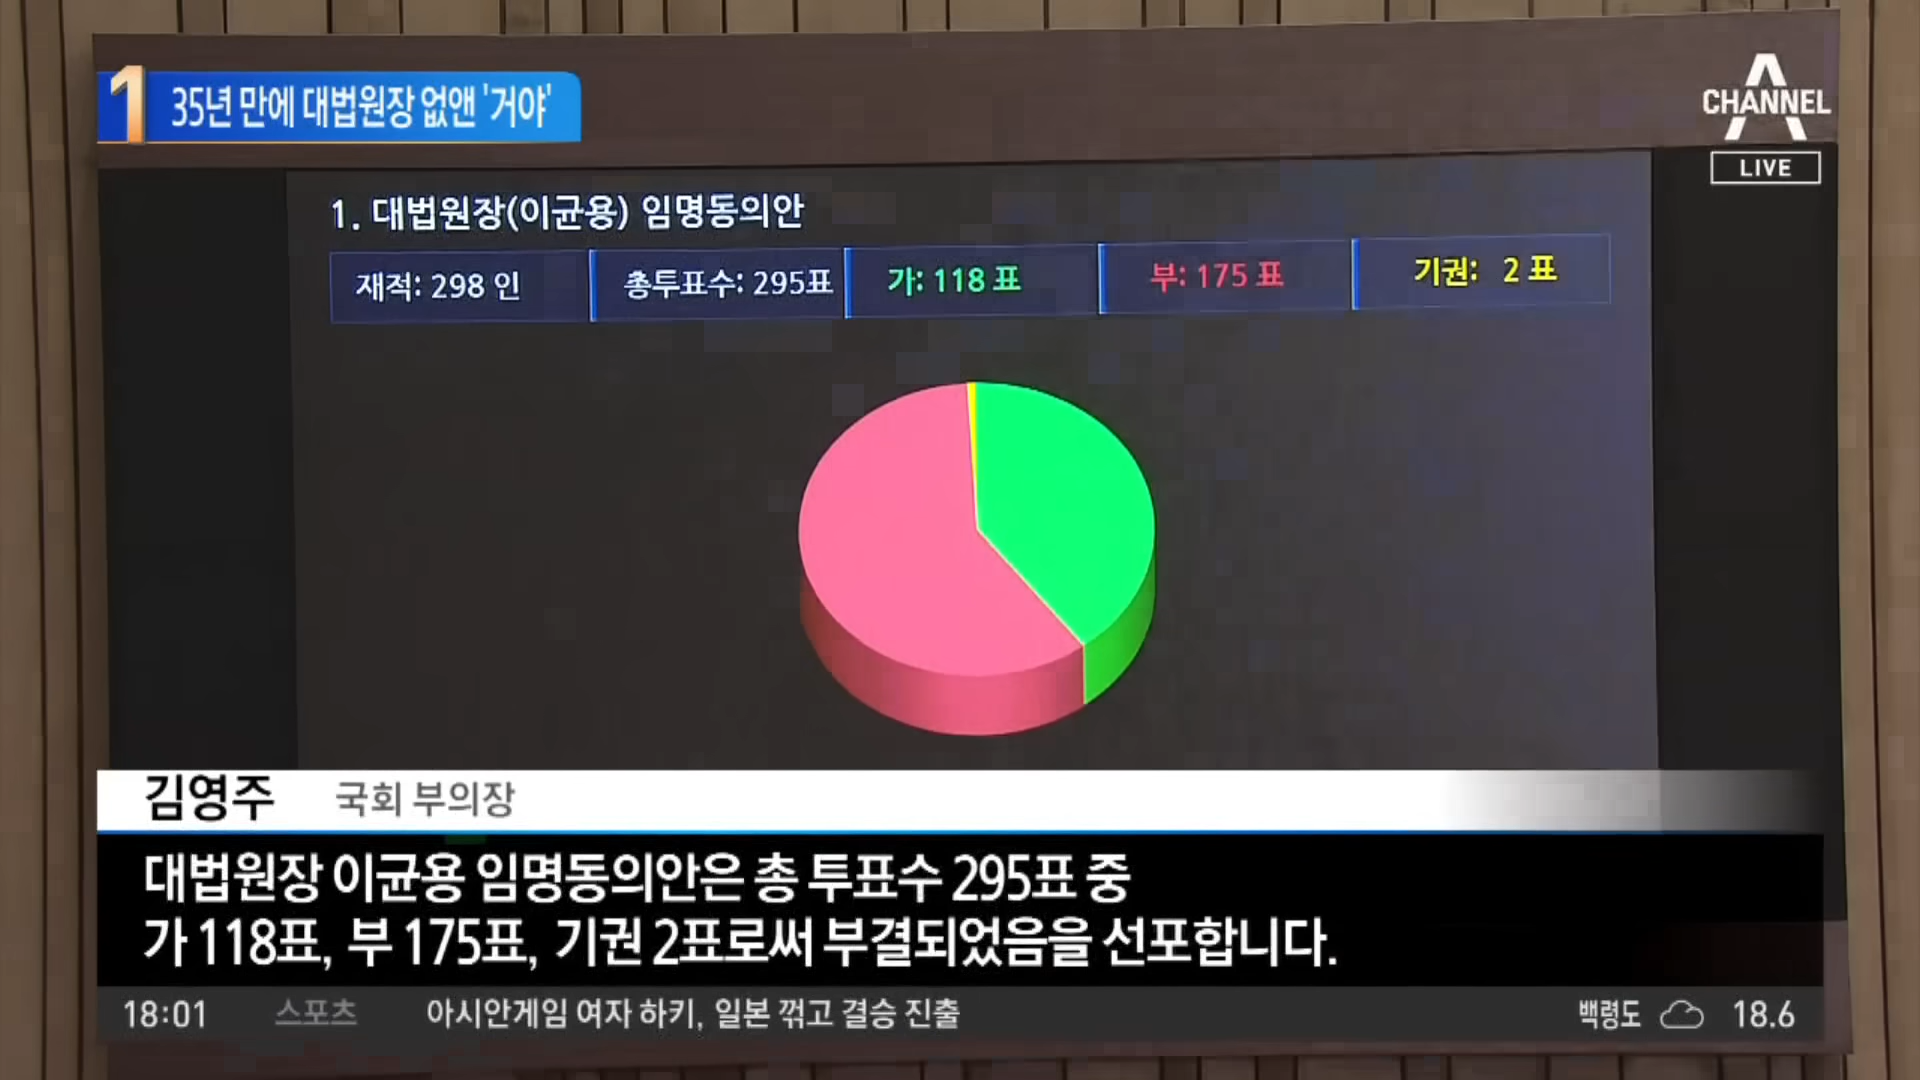 1 35년 만에 대법원장 없앤 '거야'
CHANNEL A
LIVE
1. 대법원장(이균용) 임명동의안
재적: 298 인 총투표수: 295표 가: 118 표 부: 175 표 기권: 2 표
김영주 국회 부의장
대법원장 이균용 임명동의안은 총 투표수 295표 중
가 118표, 부 175표, 기권 2표로써 부결되었음을 선포합니다.
18:01 스포츠 아시안게임 여자 하키, 일본 꺾고 결승 진출 백령도 18.6